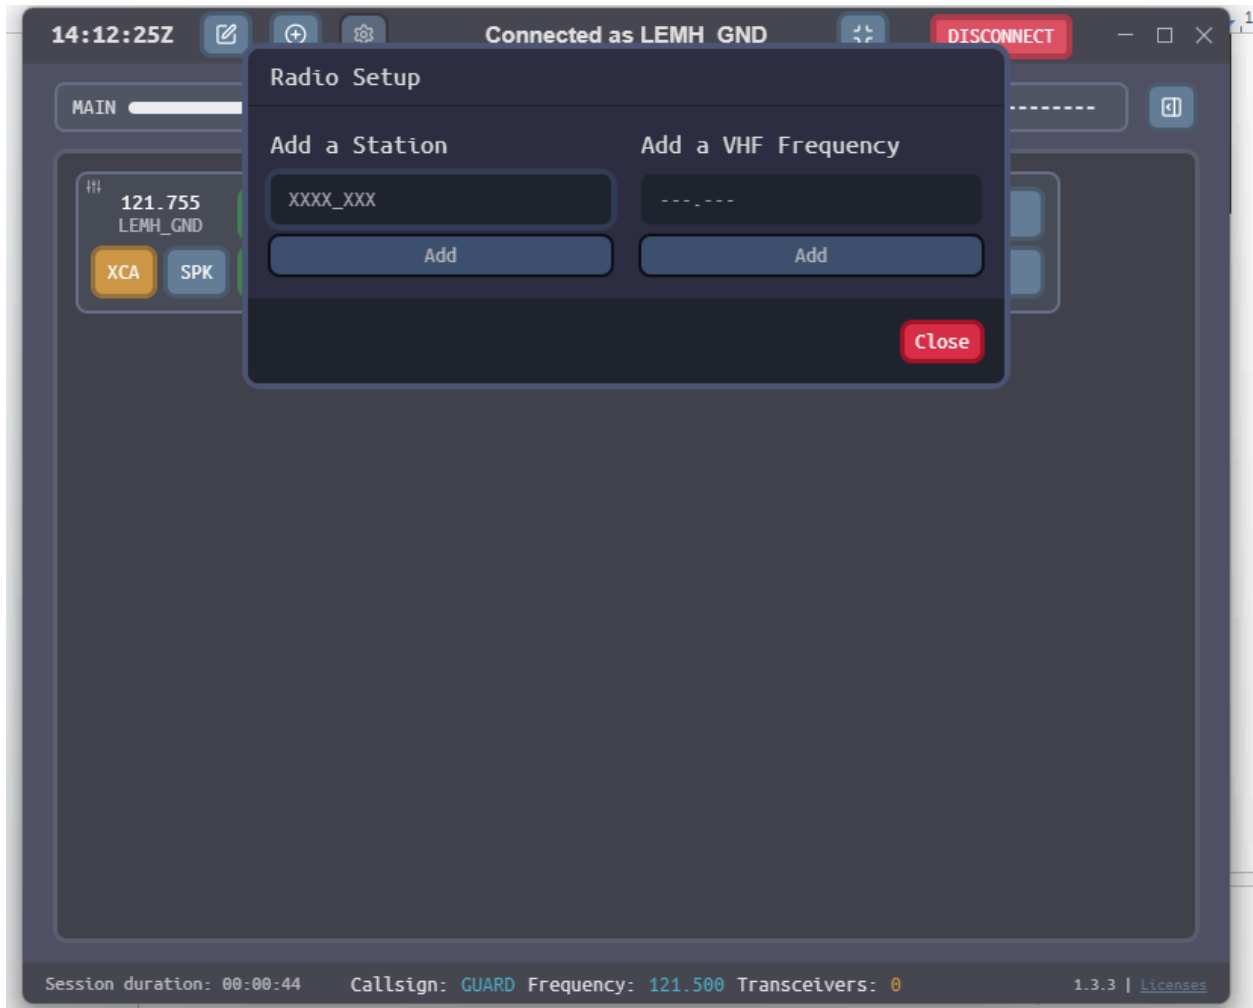 14:12:25Z Connected as LEMH_GND DISCONNECT
Radio Setup
MAIN
Add a Station Add a VHF Frequency
XXXX_XXX ---.---
Add Add
121.755
LEMH_GND
XCA SPK
Close
Session duration: 00:00:44 Callsign: GUARD Frequency: 121.500 Transceivers: 0 1.3.3 | Licenses